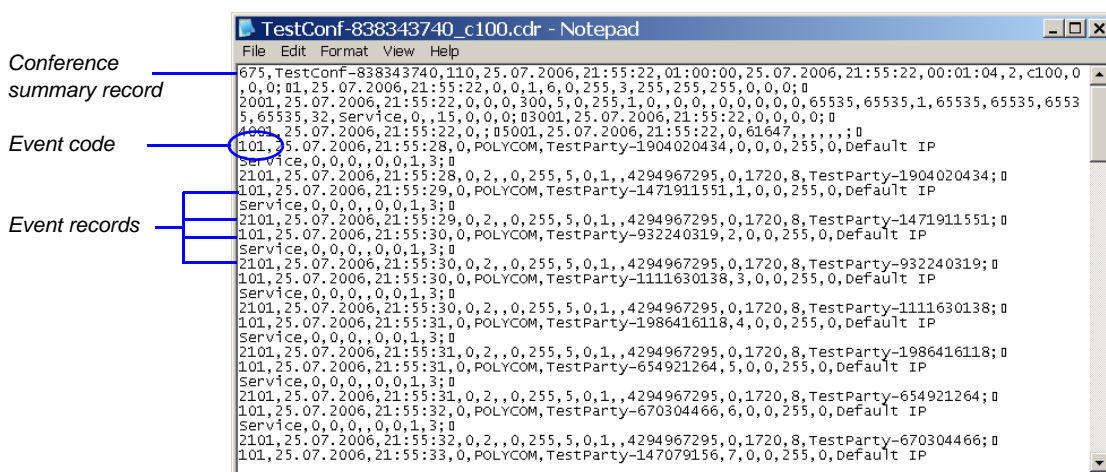 TestConf-838343740_c100.cdr - Notepad
File Edit Format View Help
Conference
summary record
Event code
Event records
675,TestConf-838343740,110,25.07.2006,21:55:22,01:00:00,25.07.2006,21:55:22,00:01:04,2,c100,0
,0,0;▯1,25.07.2006,21:55:22,0,0,1,6,0,255,3,255,255,255,0,0,0;▯
2001,25.07.2006,21:55:22,0,0,0,300,5,0,255,1,0,,0,0,,0,0,0,0,0,65535,65535,1,65535,65535,6553
5,65535,32,Service,0,,15,0,0,0;▯3001,25.07.2006,21:55:22,0,0,0,0;▯
4001,25.07.2006,21:55:22,0,;▯5001,25.07.2006,21:55:22,0,61647,,,,,,;▯
101,25.07.2006,21:55:28,0,POLYCOM,TestParty-1904020434,0,0,0,255,0,Default IP
Service,0,0,0,,0,0,1,3;▯
2101,25.07.2006,21:55:28,0,2,,0,255,5,0,1,,4294967295,0,1720,8,TestParty-1904020434;▯
101,25.07.2006,21:55:29,0,POLYCOM,TestParty-1471911551,1,0,0,255,0,Default IP
Service,0,0,0,,0,0,1,3;▯
2101,25.07.2006,21:55:29,0,2,,0,255,5,0,1,,4294967295,0,1720,8,TestParty-1471911551;▯
101,25.07.2006,21:55:30,0,POLYCOM,TestParty-932240319,2,0,0,255,0,Default IP
Service,0,0,0,,0,0,1,3;▯
2101,25.07.2006,21:55:30,0,2,,0,255,5,0,1,,4294967295,0,1720,8,TestParty-932240319;▯
101,25.07.2006,21:55:30,0,POLYCOM,TestParty-1111630138,3,0,0,255,0,Default IP
Service,0,0,0,,0,0,1,3;▯
2101,25.07.2006,21:55:30,0,2,,0,255,5,0,1,,4294967295,0,1720,8,TestParty-1111630138;▯
101,25.07.2006,21:55:31,0,POLYCOM,TestParty-1986416118,4,0,0,255,0,Default IP
Service,0,0,0,,0,0,1,3;▯
2101,25.07.2006,21:55:31,0,2,,0,255,5,0,1,,4294967295,0,1720,8,TestParty-1986416118;▯
101,25.07.2006,21:55:31,0,POLYCOM,TestParty-654921264,5,0,0,255,0,Default IP
Service,0,0,0,,0,0,1,3;▯
2101,25.07.2006,21:55:31,0,2,,0,255,5,0,1,,4294967295,0,1720,8,TestParty-654921264;▯
101,25.07.2006,21:55:32,0,POLYCOM,TestParty-670304466,6,0,0,255,0,Default IP
Service,0,0,0,,0,0,1,3;▯
2101,25.07.2006,21:55:32,0,2,,0,255,5,0,1,,4294967295,0,1720,8,TestParty-670304466;▯
101,25.07.2006,21:55:33,0,POLYCOM,TestParty-147079156,7,0,0,255,0,Default IP